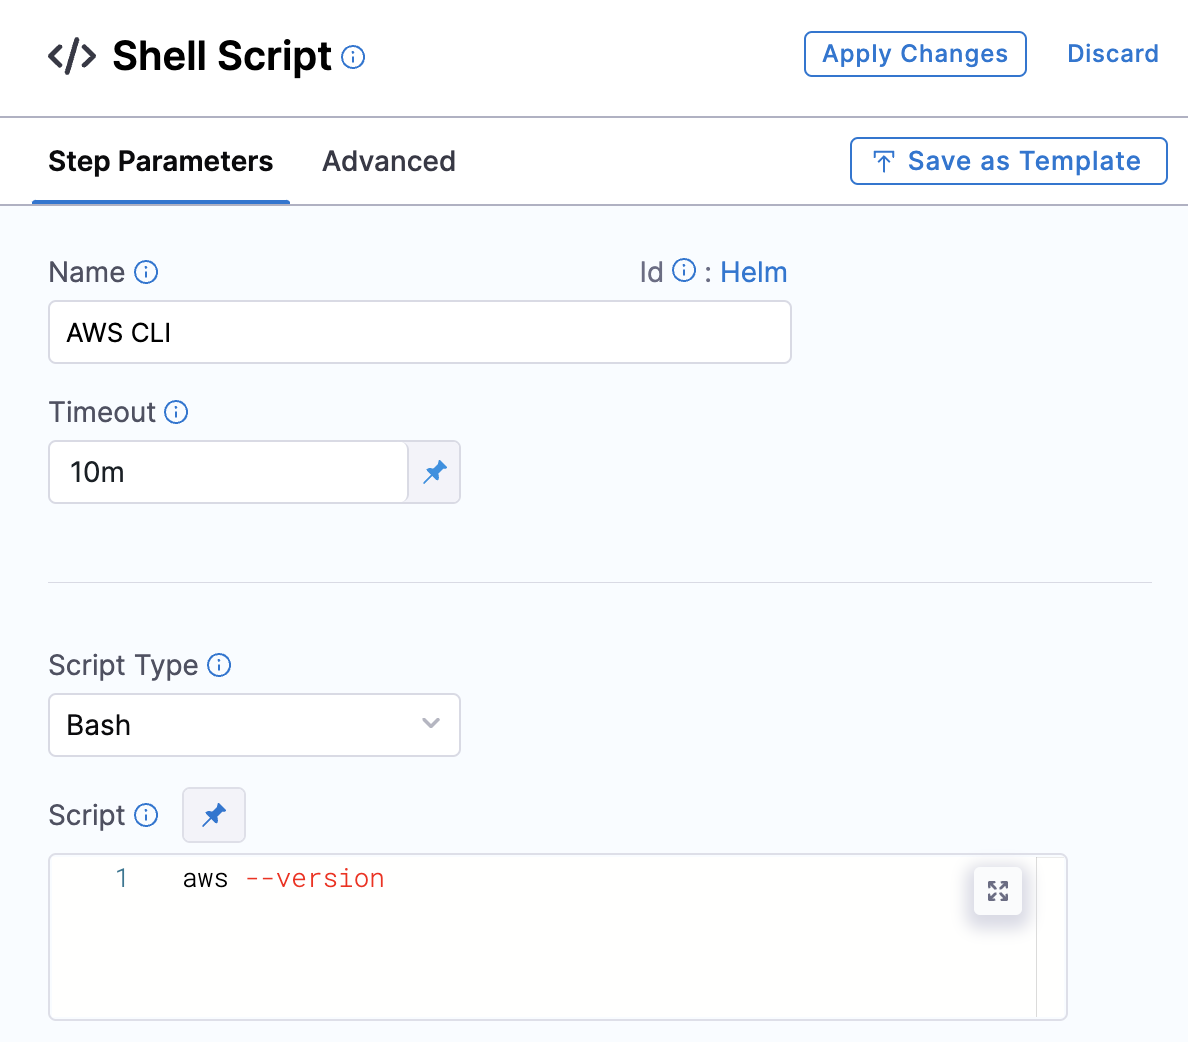 </> Shell Script
Apply Changes
Discard
Step Parameters
Advanced
Save as Template
Name
Id : Helm
AWS CLI
Timeout
10m
Script Type
Bash
Script
1 aws --version